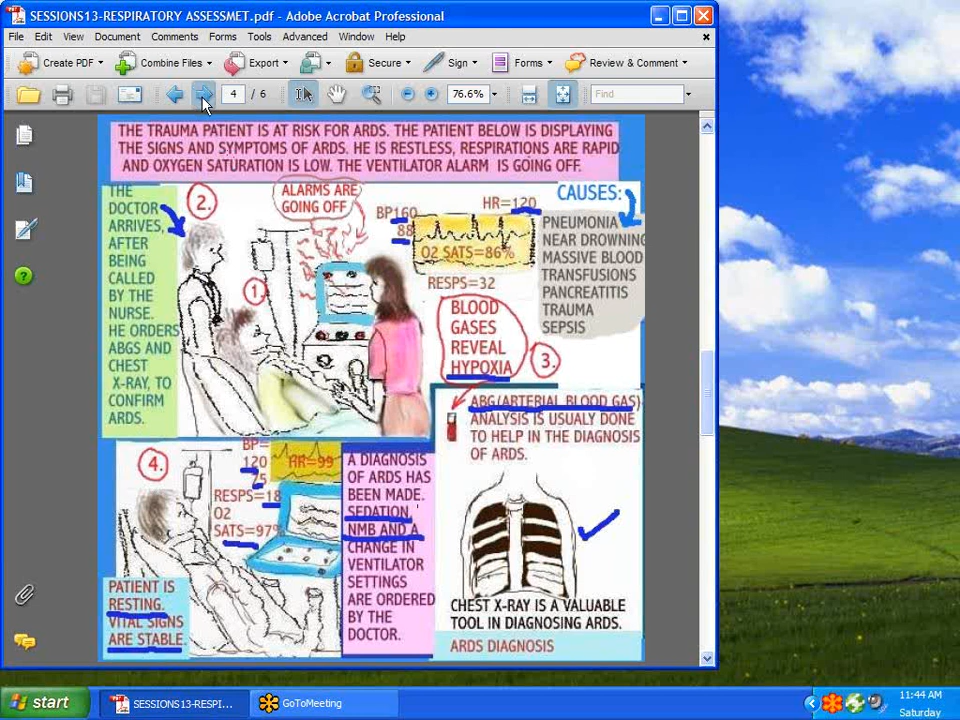 SESSIONS13-RESPIRATORY ASSESSMET.pdf - Adobe Acrobat Professional
File Edit View Document Comments Forms Tools Advanced Window Help
Create PDF Combine Files Export Secure Sign Forms Review & Comment
4 / 6 76.6% Find
THE TRAUMA PATIENT IS AT RISK FOR ARDS. THE PATIENT BELOW IS DISPLAYING
THE SIGNS AND SYMPTOMS OF ARDS. HE IS RESTLESS, RESPIRATIONS ARE RAPID
AND OXYGEN SATURATION IS LOW. THE VENTILATOR ALARM IS GOING OFF.
THE
DOCTOR
ARRIVES,
AFTER
BEING
CALLED
BY THE
NURSE.
HE ORDERS
ABGS AND
CHEST
X-RAY, TO
CONFIRM
ARDS.
2.
1.
ALARMS ARE
GOING OFF
BP160
88
HR=120
O2 SATS=86%
RESPS=32
CAUSES:
PNEUMONIA
NEAR DROWNING
MASSIVE BLOOD
TRANSFUSIONS
PANCREATITIS
TRAUMA
SEPSIS
BLOOD
GASES
REVEAL
HYPOXIA
3.
ABG (ARTERIAL BLOOD GAS)
ANALYSIS IS USUALY DONE
TO HELP IN THE DIAGNOSIS
OF ARDS.
4.
BP=
120
75
HR=99
RESPS=18
O2
SATS=97%
PATIENT IS
RESTING.
VITAL SIGNS
ARE STABLE.
A DIAGNOSIS
OF ARDS HAS
BEEN MADE.
SEDATION,
NMB AND A
CHANGE IN
VENTILATOR
SETTINGS
ARE ORDERED
BY THE
DOCTOR.
CHEST X-RAY IS A VALUABLE
TOOL IN DIAGNOSING ARDS.
ARDS DIAGNOSIS
start SESSIONS13-RESPI... GoToMeeting 11:44 AM
Saturday